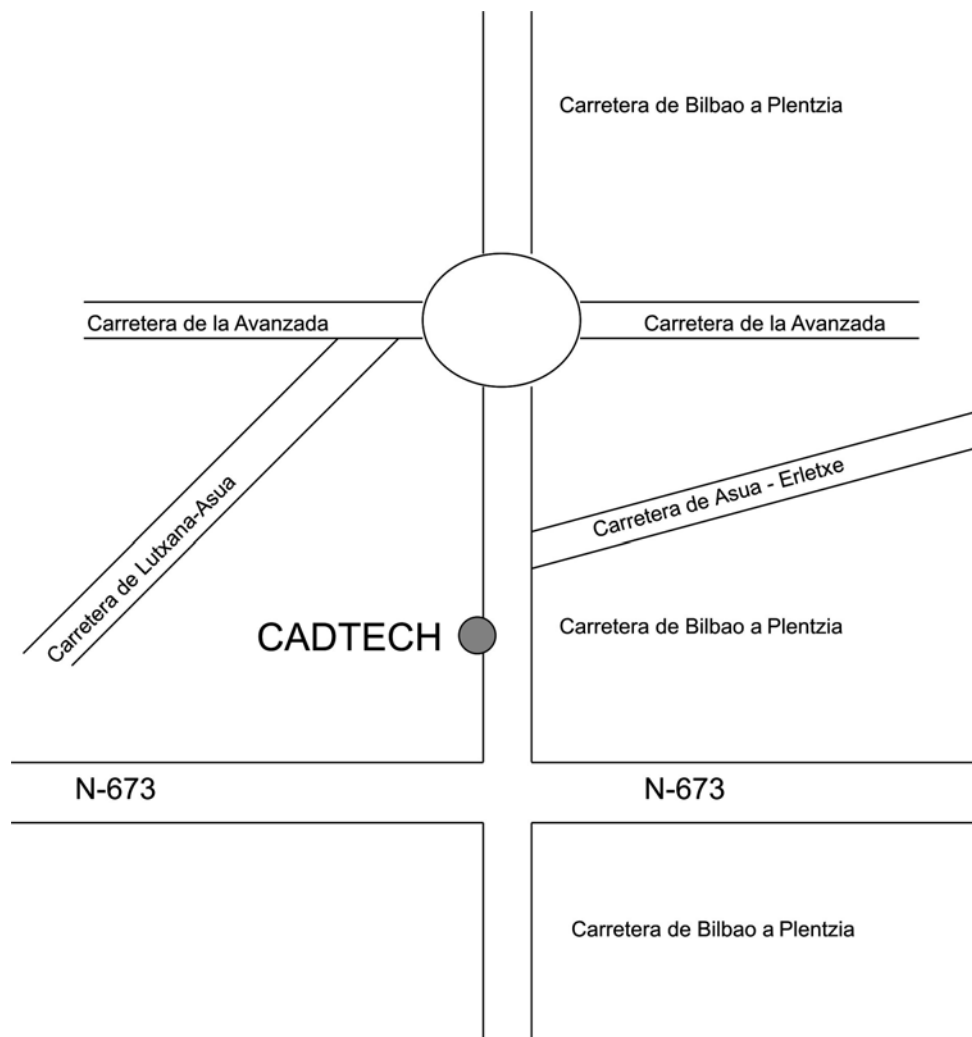 Carretera de Bilbao a Plentzia
Carretera de la Avanzada
Carretera de la Avanzada
Carretera de Asua - Erletxe
Carretera de Lutxana-Asua
CADTECH
Carretera de Bilbao a Plentzia
N-673
N-673
Carretera de Bilbao a Plentzia